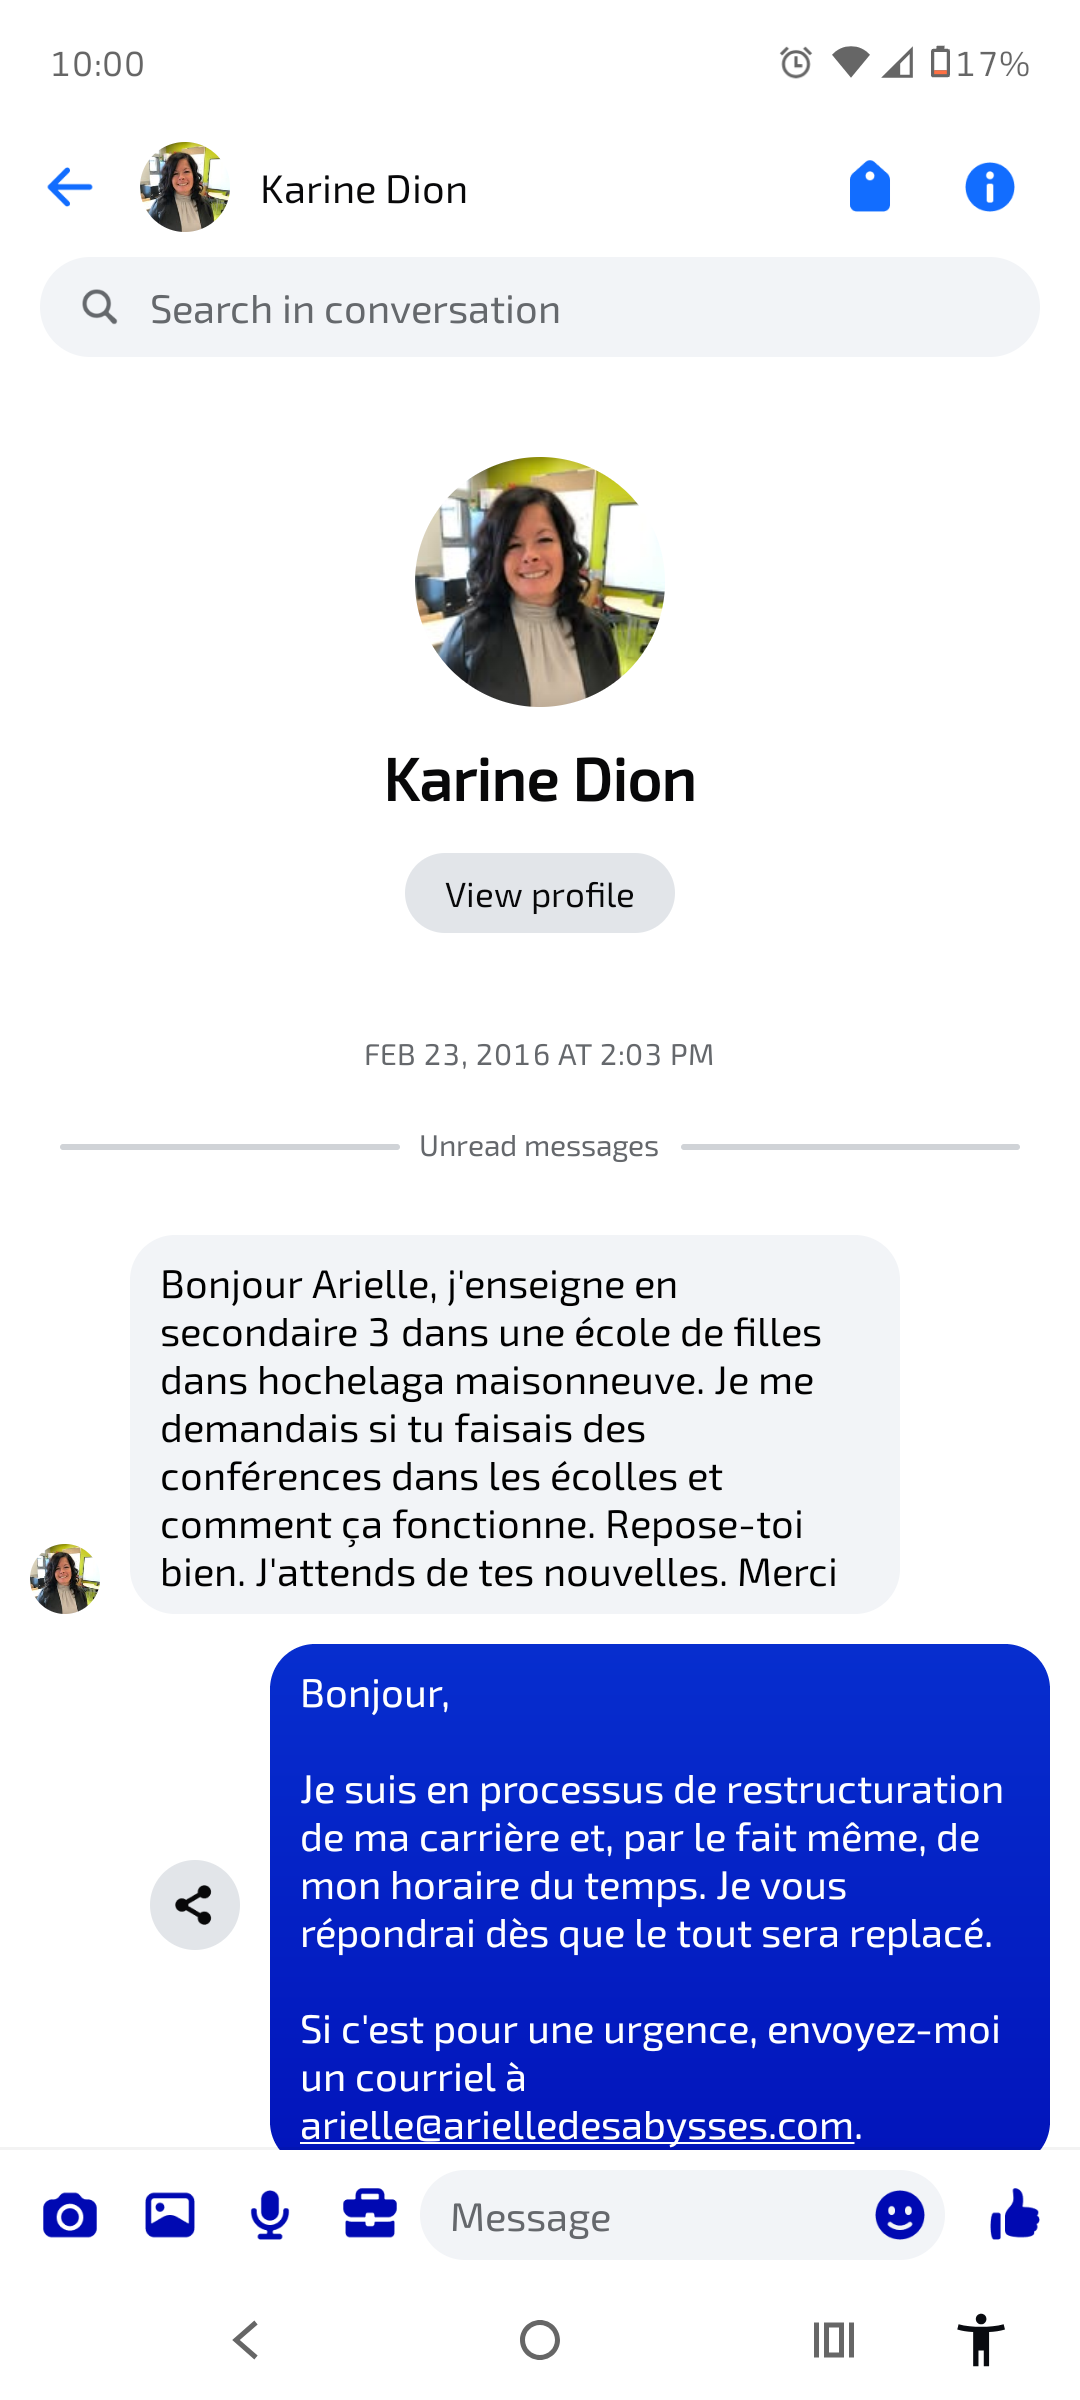 10:00
17%
Karine Dion
Search in conversation
Karine Dion
View profile
FEB 23, 2016 AT 2:03 PM
Unread messages
Bonjour Arielle, j'enseigne en
secondaire 3 dans une école de filles
dans hochelaga maisonneuve. Je me
demandais si tu faisais des
conférences dans les écolles et
comment ça fonctionne. Repose-toi
bien. J'attends de tes nouvelles. Merci
Bonjour,
Je suis en processus de restructuration
de ma carrière et, par le fait même, de
mon horaire du temps. Je vous
répondrai dès que le tout sera replacé.
Si c'est pour une urgence, envoyez-moi
un courriel à
arielle@arielledesabysses.com.
Message